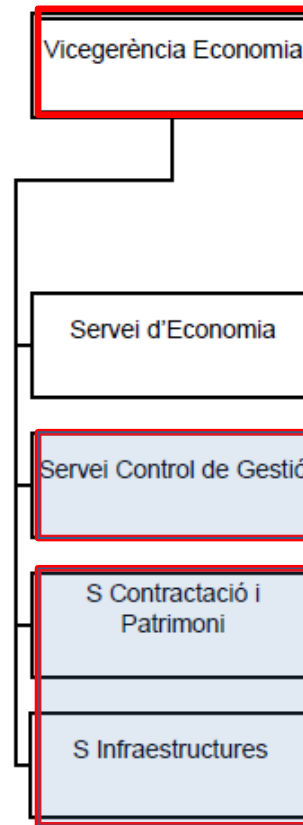 Vicegerència Economia
Servei d'Economia
Servei Control de Gestió
S Contractació i
Patrimoni
S Infraestructures